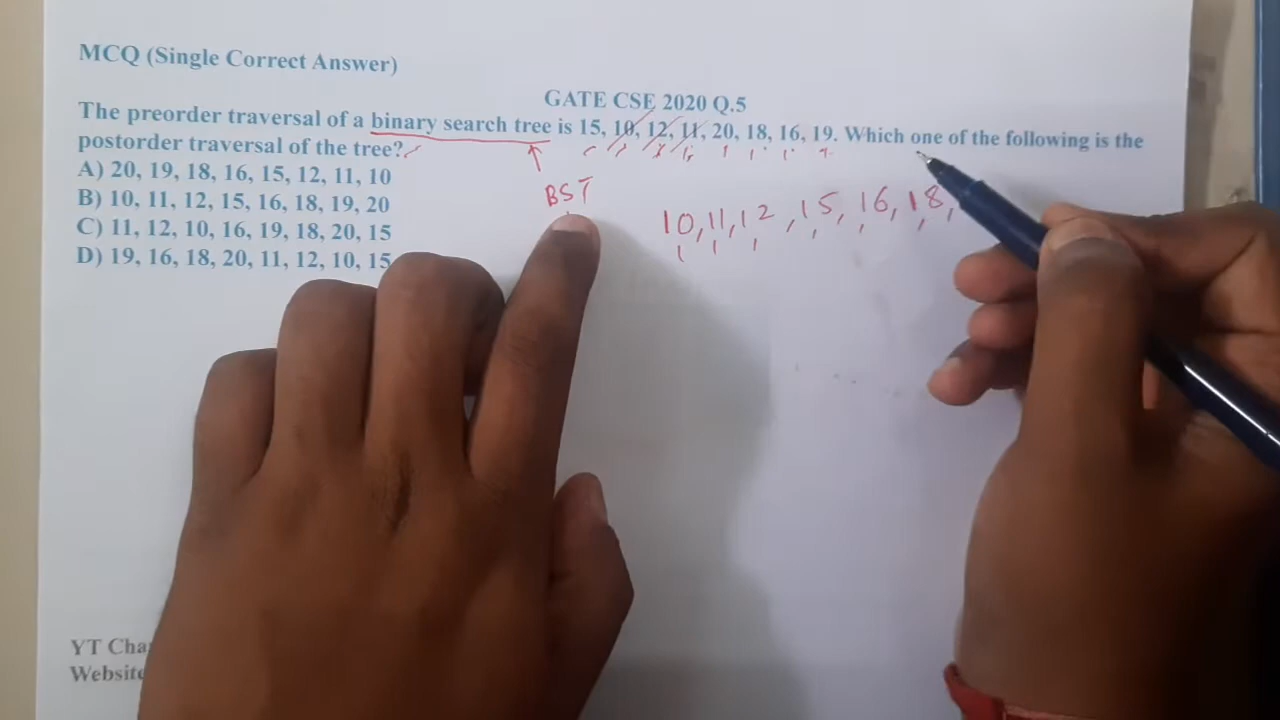 MCQ (Single Correct Answer)
GATE CSE 2020 Q.5
The preorder traversal of a binary search tree is 15, 10, 12, 11, 20, 18, 16, 19. Which one of the following is the
postorder traversal of the tree?
A) 20, 19, 18, 16, 15, 12, 11, 10
B) 10, 11, 12, 15, 16, 18, 19, 20
C) 11, 12, 10, 16, 19, 18, 20, 15
D) 19, 16, 18, 20, 11, 12, 10, 15
BST
10, 11, 12, 15, 16, 18,
YT
Website